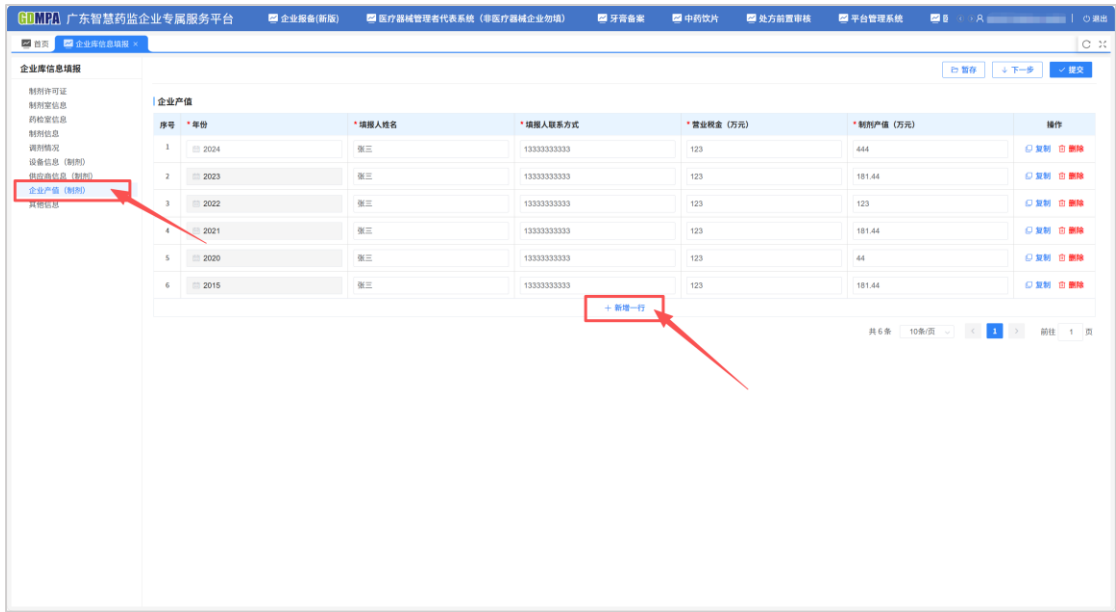 GDMPA 广东智慧药监企业专属服务平台 企业报备(新版) 医疗器械管理者代表系统（非医疗器械企业勿填） 牙膏备案 中药饮片 处方前置审核 平台管理系统 退出
首页 企业库信息填报 ×
企业库信息填报 暂存 下一步 提交
制剂许可证
制剂室信息
药检室信息
制剂信息
调剂情况
设备信息（制剂）
供应商信息（制剂）
企业产值（制剂）
其他信息
企业产值
序号 *年份 *填报人姓名 *填报人联系方式 *营业税金（万元） *制剂产值（万元） 操作
1 2024 张三 13333333333 123 444 复制 删除
2 2023 张三 13333333333 123 181.44 复制 删除
3 2022 张三 13333333333 123 123 复制 删除
4 2021 张三 13333333333 123 181.44 复制 删除
5 2020 张三 13333333333 123 44 复制 删除
6 2015 张三 13333333333 123 181.44 复制 删除
+ 新增一行
共 6 条 10条/页 < 1 > 前往 1 页